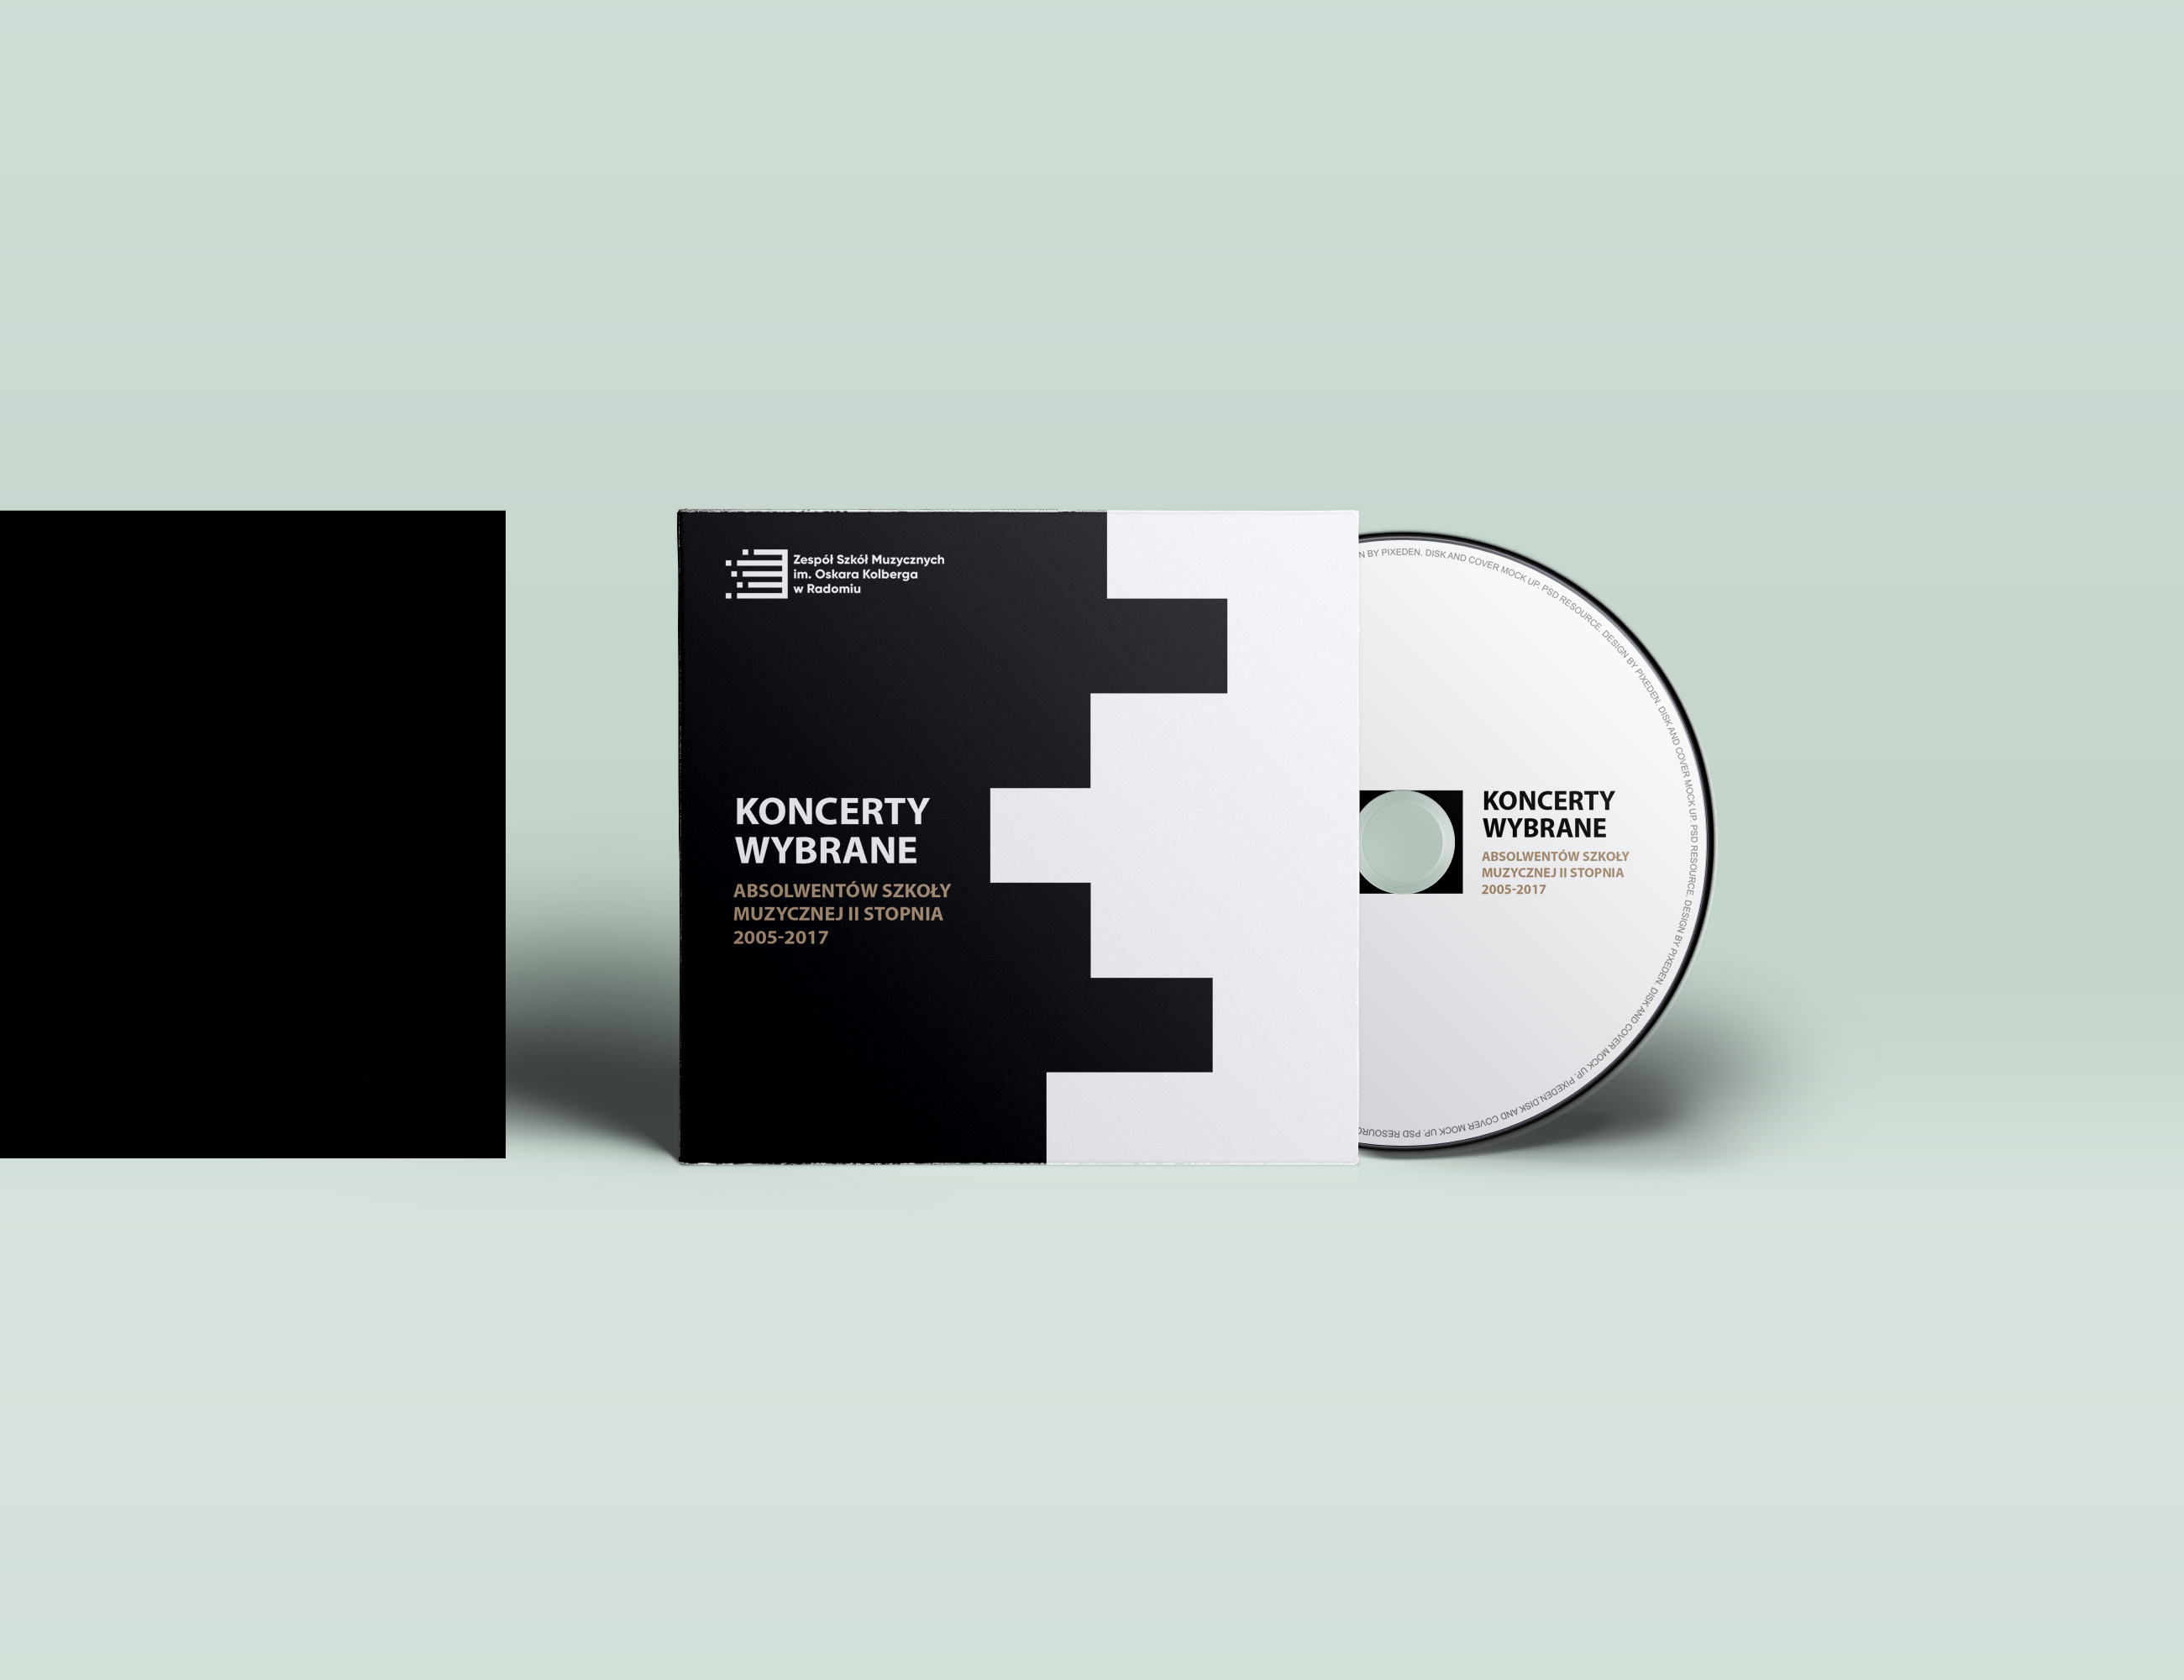 Zespół Szkół Muzycznych
im. Oskara Kolberga
w Radomiu
KONCERTY
WYBRANE
ABSOLWENTÓW SZKOŁY
MUZYCZNEJ II STOPNIA
2005-2017
KONCERTY
WYBRANE
ABSOLWENTÓW SZKOŁY
MUZYCZNEJ II STOPNIA
2005-2017
N BY PIXEDEN. DISK AND COVER MOCK UP. PSD RESOURCE. DESIGN BY PIXEDEN. DISK AND COVER MOCK UP. PSD RESOURCE. DESIGN BY PIXEDEN. DISK AND COVER MOCK UP. PIXEDEN.DISK AND COVER MOCK UP. PSD RESOURC